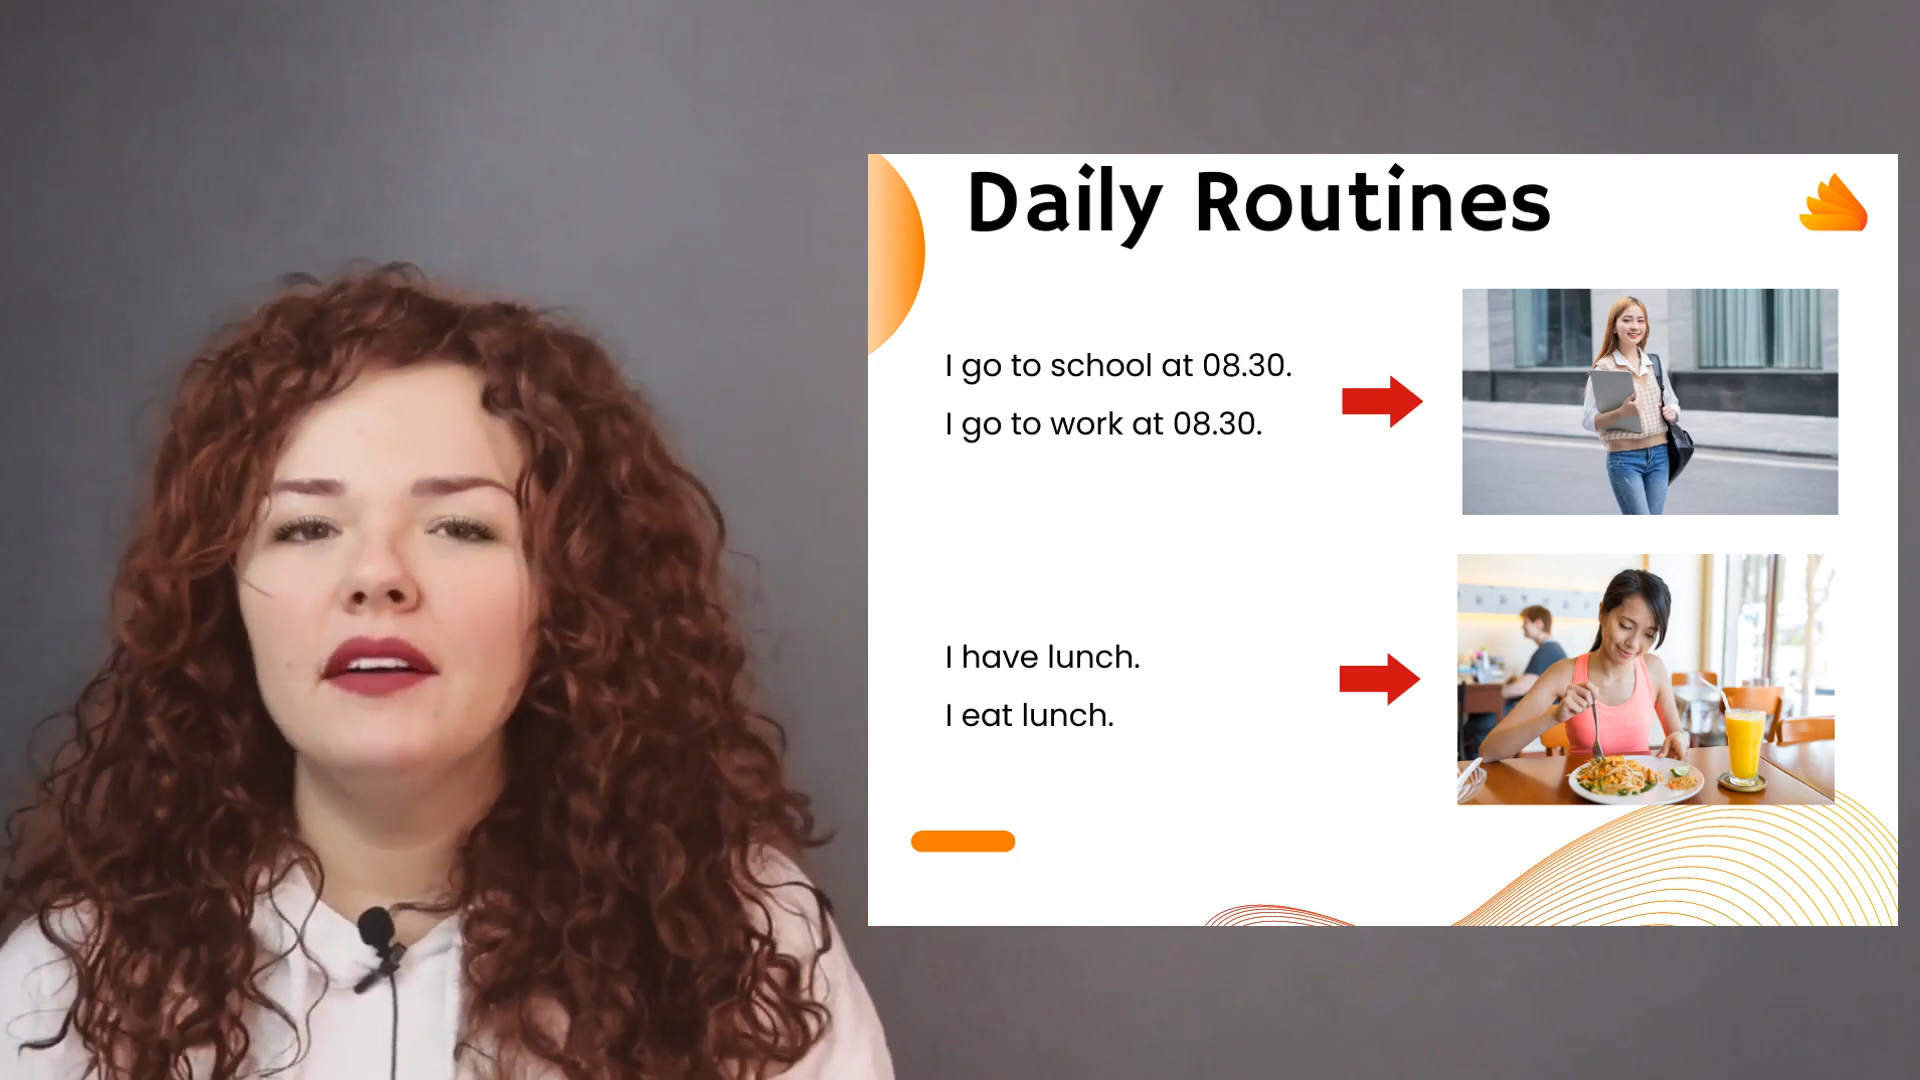 Daily Routines
I go to school at 08.30.
I go to work at 08.30.
I have lunch.
I eat lunch.